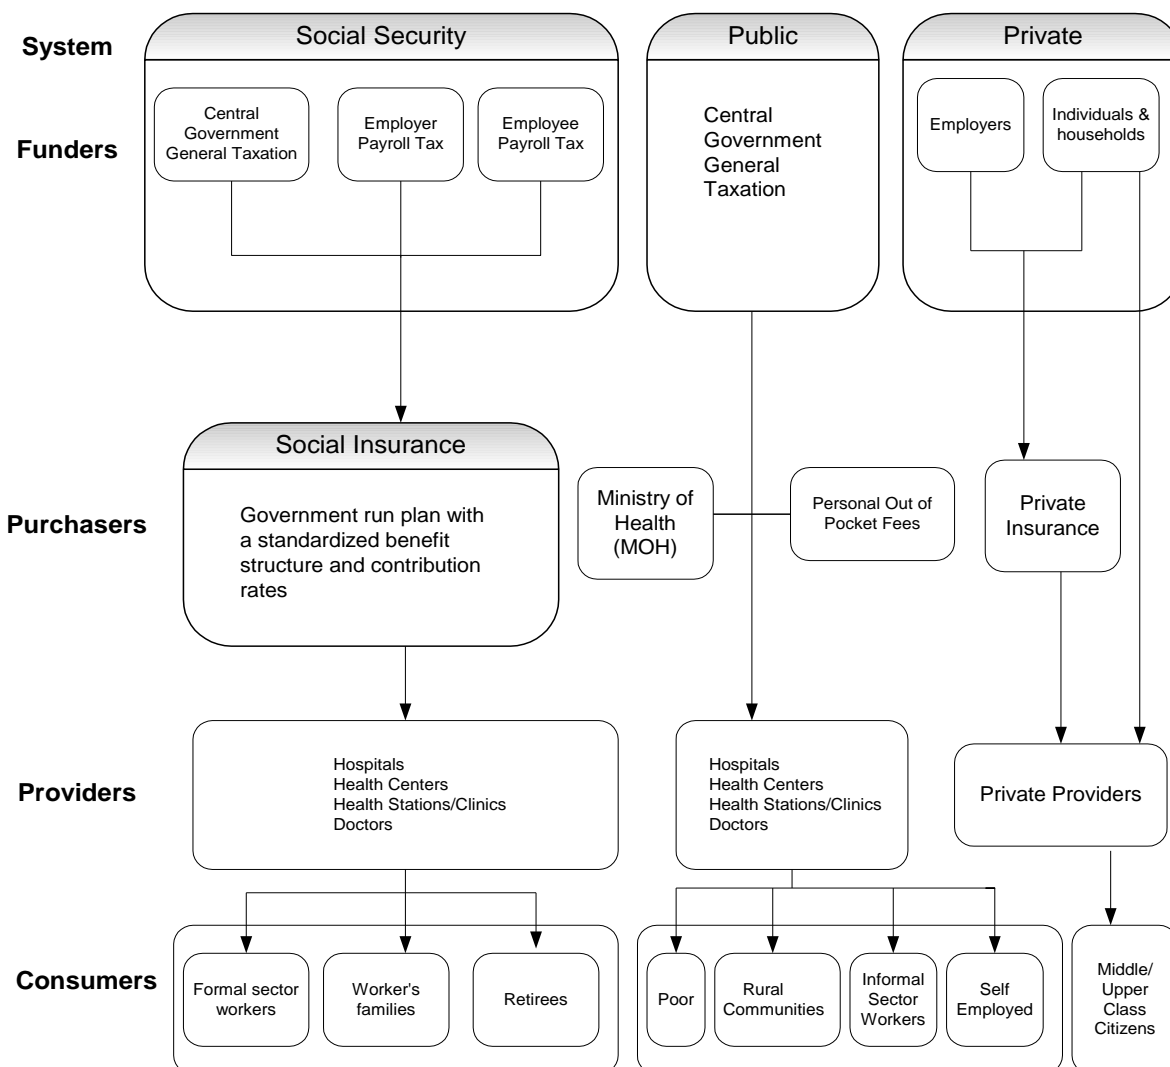 System
Social Security
Public
Private
Funders
Central
Government
General Taxation
Employer
Payroll Tax
Employee
Payroll Tax
Central
Government
General
Taxation
Employers
Individuals &
households
Purchasers
Social Insurance
Government run plan with
a standardized benefit
structure and contribution
rates
Ministry of
Health
(MOH)
Personal Out of
Pocket Fees
Private
Insurance
Providers
Hospitals
Health Centers
Health Stations/Clinics
Doctors
Hospitals
Health Centers
Health Stations/Clinics
Doctors
Private Providers
Consumers
Formal sector
workers
Worker's
families
Retirees
Poor
Rural
Communities
Informal
Sector
Workers
Self
Employed
Middle/
Upper
Class
Citizens